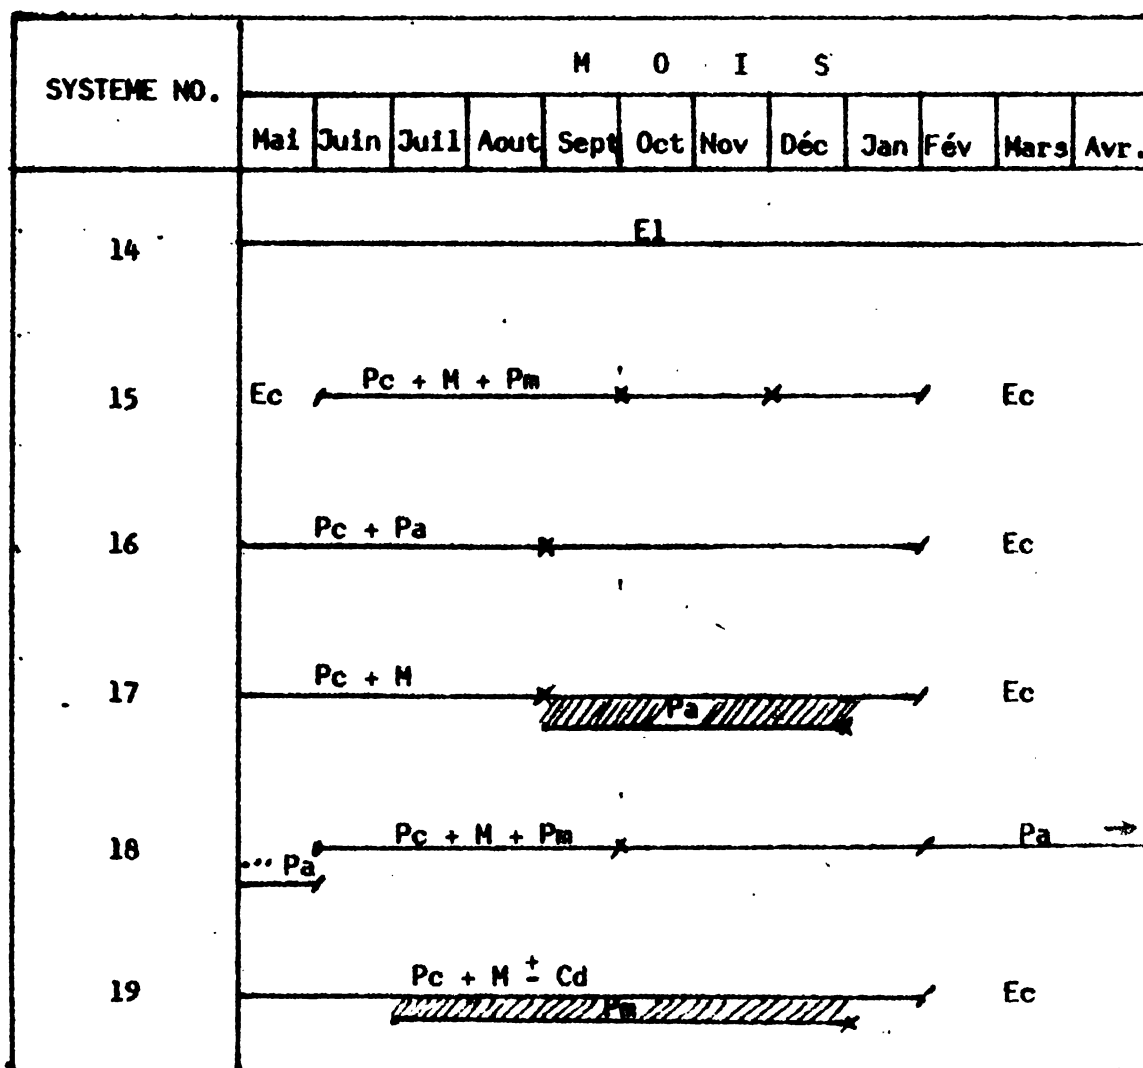 M O I S
SYSTEME NO.
Mai Juin Juil Aout Sept Oct Nov Déc Jan Fév Mars Avr.
14 El
15 Ec Pc + M + Pm Ec
16 Pc + Pa Ec
17 Pc + M Ec
Pa
18 Pc + M + Pm Pa →
... Pa
19 Pc + M ± Cd Ec
Pm